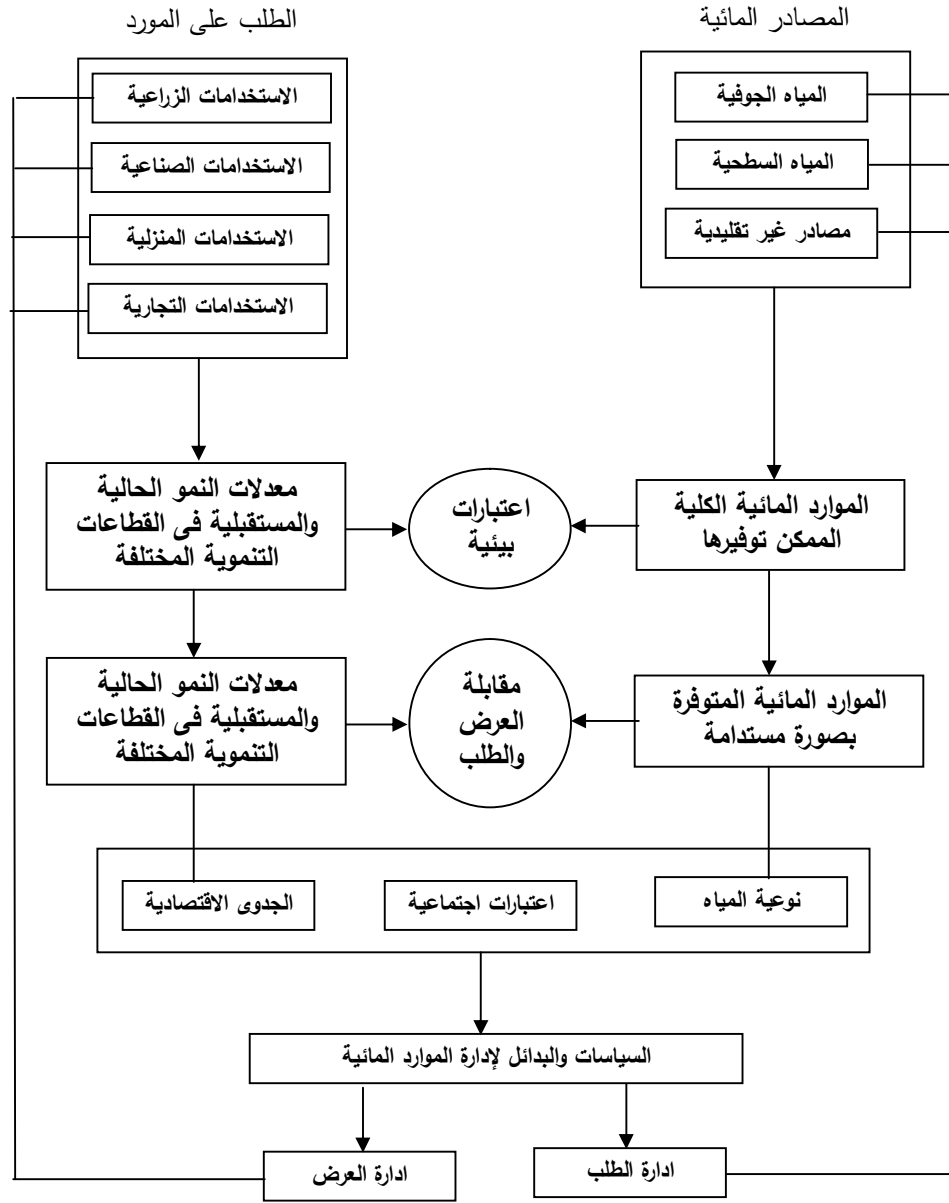 المصادر المائية
الطلب على المورد
المياه الجوفية
المياه السطحية
مصادر غير تقليدية
الاستخدامات الزراعية
الاستخدامات الصناعية
الاستخدامات المنزلية
الاستخدامات التجارية
الموارد المائية الكلية
الممكن توفيرها
اعتبارات
بيئية
معدلات النمو الحالية
والمستقبلية فى القطاعات
التنموية المختلفة
الموارد المائية المتوفرة
بصورة مستدامة
مقابلة
العرض
والطلب
معدلات النمو الحالية
والمستقبلية فى القطاعات
التنموية المختلفة
نوعية المياه
اعتبارات اجتماعية
الجدوى الاقتصادية
السياسات والبدائل لإدارة الموارد المائية
ادارة الطلب
ادارة العرض